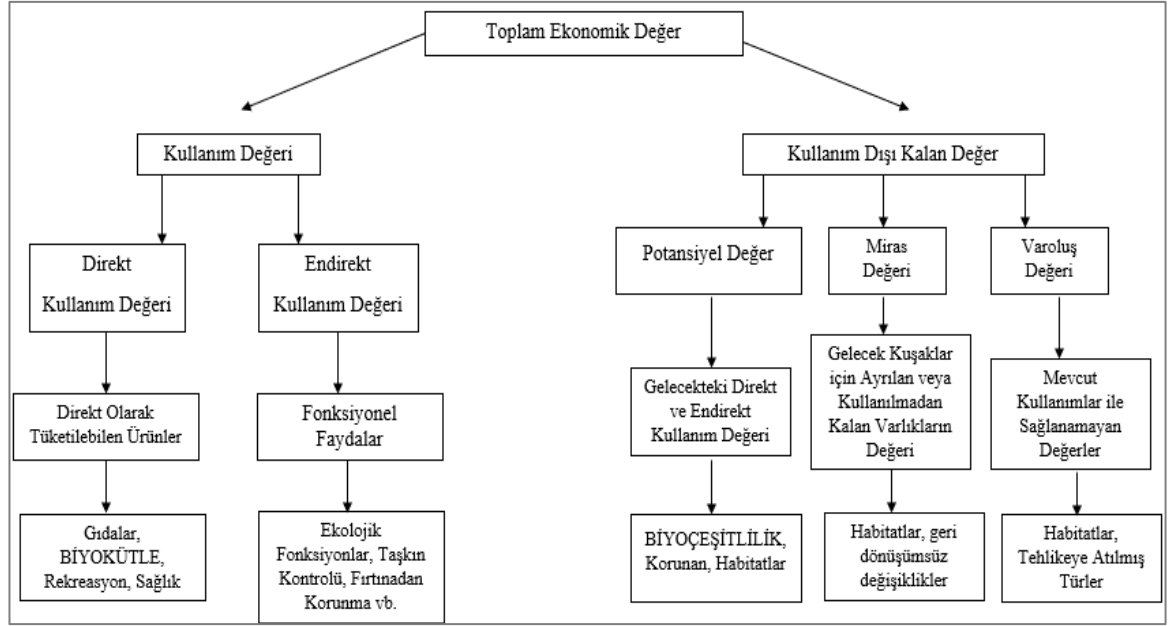 Toplam Ekonomik Değer
Kullanım Değeri
Kullanım Dışı Kalan Değer
Direkt
Kullanım Değeri
Endirekt
Kullanım Değeri
Potansiyel Değer
Miras
Değeri
Varoluş
Değeri
Direkt Olarak
Tüketilebilen Ürünler
Fonksiyonel
Faydalar
Gelecekteki Direkt
ve Endirekt
Kullanım Değeri
Gelecek Kuşaklar
için Ayrılan veya
Kullanılmadan
Kalan Varlıkların
Değeri
Mevcut
Kullanımlar ile
Sağlanamayan
Değerler
Gıdalar,
BİYOKÜTLE,
Rekreasyon, Sağlık
Ekolojik
Fonksiyonlar, Taşkın
Kontrolü, Fırtınadan
Korunma vb.
BİYOÇEŞİTLİLİK,
Korunan, Habitatlar
Habitatlar, geri
dönüşümsüz
değişiklikler
Habitatlar,
Tehlikeye Atılmış
Türler